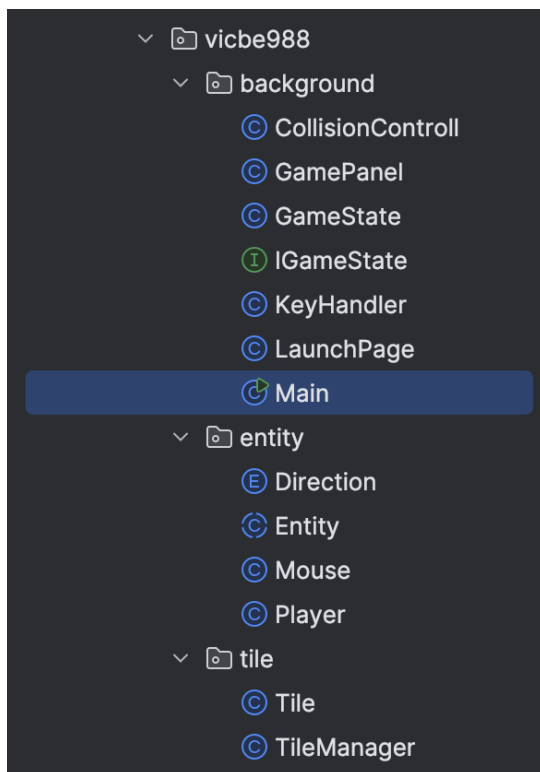 vicbe988
background
CollisionControll
GamePanel
GameState
IGameState
KeyHandler
LaunchPage
Main
entity
Direction
Entity
Mouse
Player
tile
Tile
TileManager